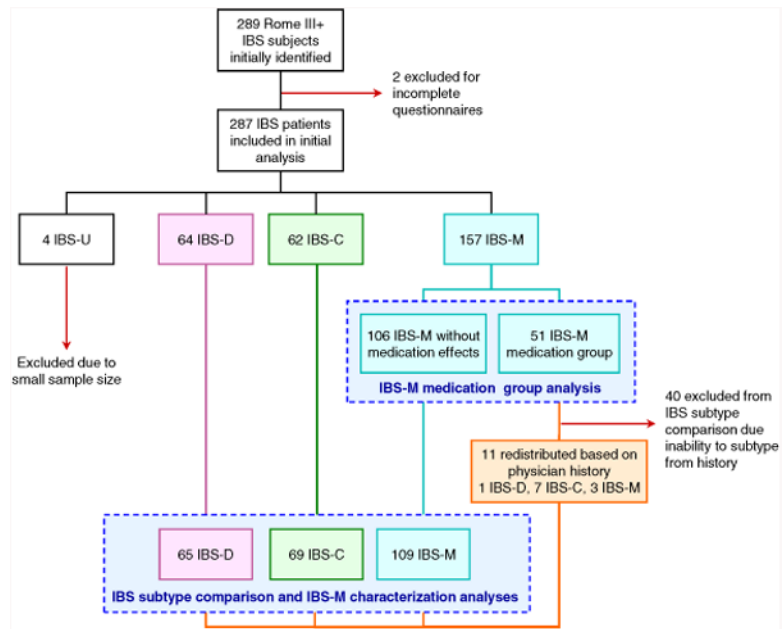 289 Rome III+
IBS subjects
initially identified
2 excluded for
incomplete
questionnaires
287 IBS patients
included in initial
analysis
4 IBS-U
64 IBS-D
62 IBS-C
157 IBS-M
Excluded due to
small sample size
106 IBS-M without
medication effects
51 IBS-M
medication group
IBS-M medication group analysis
40 excluded from
IBS subtype
comparison due
inability to subtype
from history
11 redistributed based on
physician history
1 IBS-D, 7 IBS-C, 3 IBS-M
65 IBS-D
69 IBS-C
109 IBS-M
IBS subtype comparison and IBS-M characterization analyses